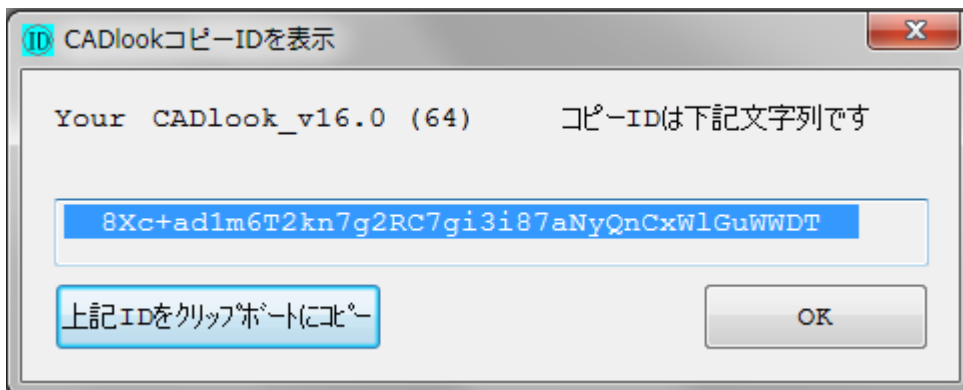 CADlookコピーIDを表示
Your CADlook_v16.0 (64) コピーIDは下記文字列です
8Xc+ad1m6T2kn7g2RC7gi3i87aNyQnCxWlGuWWDT
上記IDをクリップボードにコピー OK